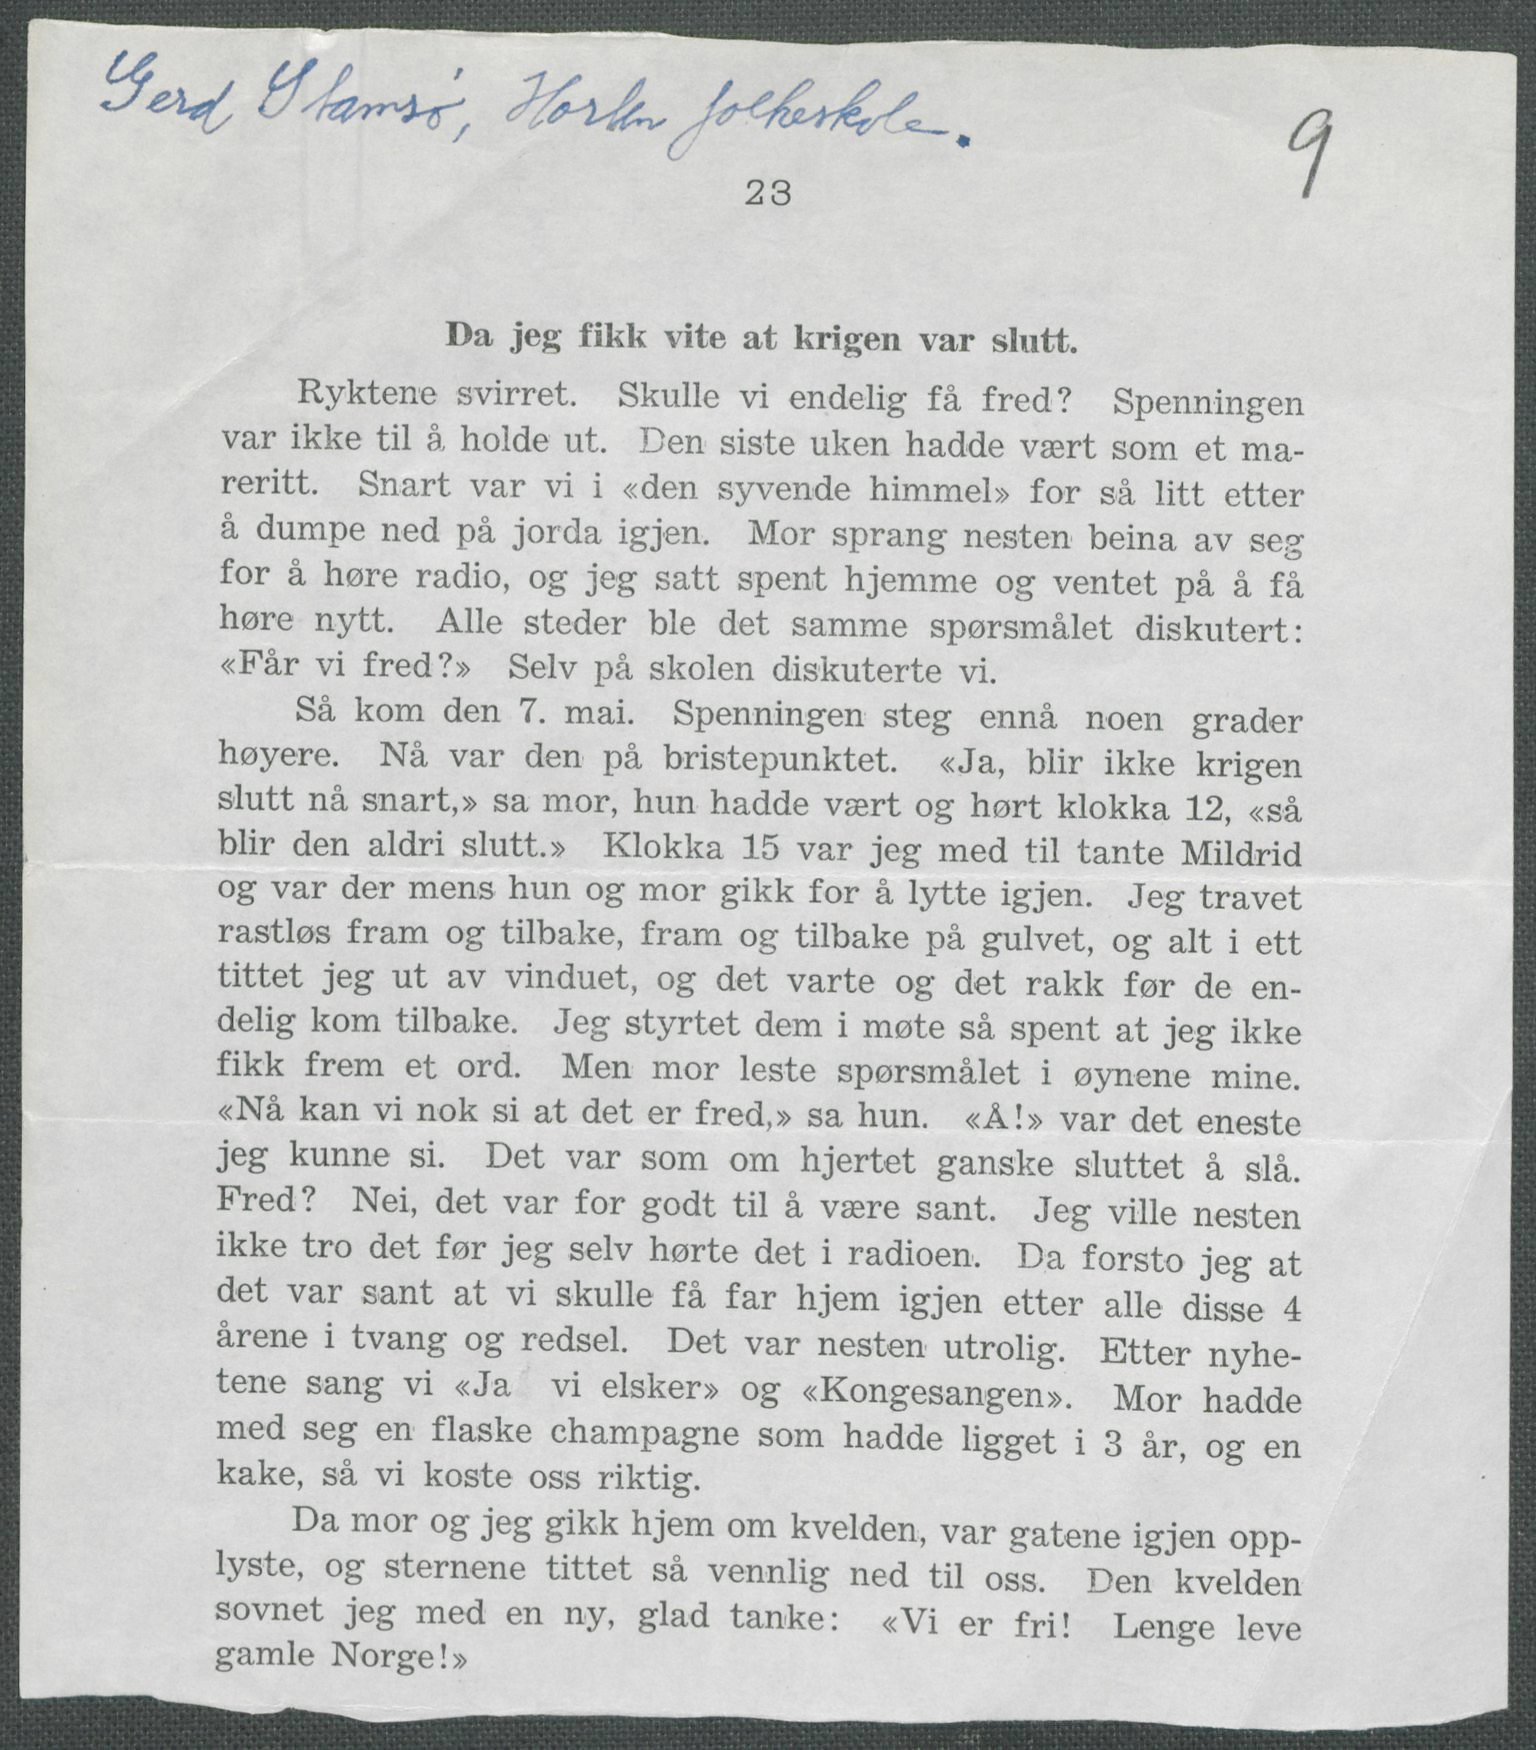 Gerd Stamsø, Horten folkeskole.
9
23
Da jeg fikk vite at krigen var slutt.
Ryktene svirret. Skulle vi endelig få fred? Spenningen
var ikke til å holde ut. Den siste uken hadde vært som et ma-
reritt. Snart var vi i «den syvende himmel» for så litt etter
å dumpe ned på jorda igjen. Mor sprang nesten beina av seg
for å høre radio, og jeg satt spent hjemme og ventet på å få
høre nytt. Alle steder ble det samme spørsmålet diskutert:
«Får vi fred?» Selv på skolen diskuterte vi.
Så kom den 7. mai. Spenningen steg ennå noen grader
høyere. Nå var den på bristepunktet. «Ja, blir ikke krigen
slutt nå snart,» sa mor, hun hadde vært og hørt klokka 12, «så
blir den aldri slutt.» Klokka 15 var jeg med til tante Mildrid
og var der mens hun og mor gikk for å lytte igjen. Jeg travet
rastløs fram og tilbake, fram og tilbake på gulvet, og alt i ett
tittet jeg ut av vinduet, og det varte og det rakk før de en-
delig kom tilbake. Jeg styrtet dem i møte så spent at jeg ikke
fikk frem et ord. Men mor leste spørsmålet i øynene mine.
«Nå kan vi nok si at det er fred,» sa hun. «Å!» var det eneste
jeg kunne si. Det var som om hjertet ganske sluttet å slå.
Fred? Nei, det var for godt til å være sant. Jeg ville nesten
ikke tro det før jeg selv hørte det i radioen. Da forsto jeg at
det var sant at vi skulle få far hjem igjen etter alle disse 4
årene i tvang og redsel. Det var nesten utrolig. Etter nyhe-
tene sang vi «Ja vi elsker» og «Kongesangen». Mor hadde
med seg en flaske champagne som hadde ligget i 3 år, og en
kake, så vi koste oss riktig.
Da mor og jeg gikk hjem om kvelden, var gatene igjen opp-
lyste, og sternene tittet så vennlig ned til oss. Den kvelden
sovnet jeg med en ny, glad tanke: «Vi er fri! Lenge leve
gamle Norge!»